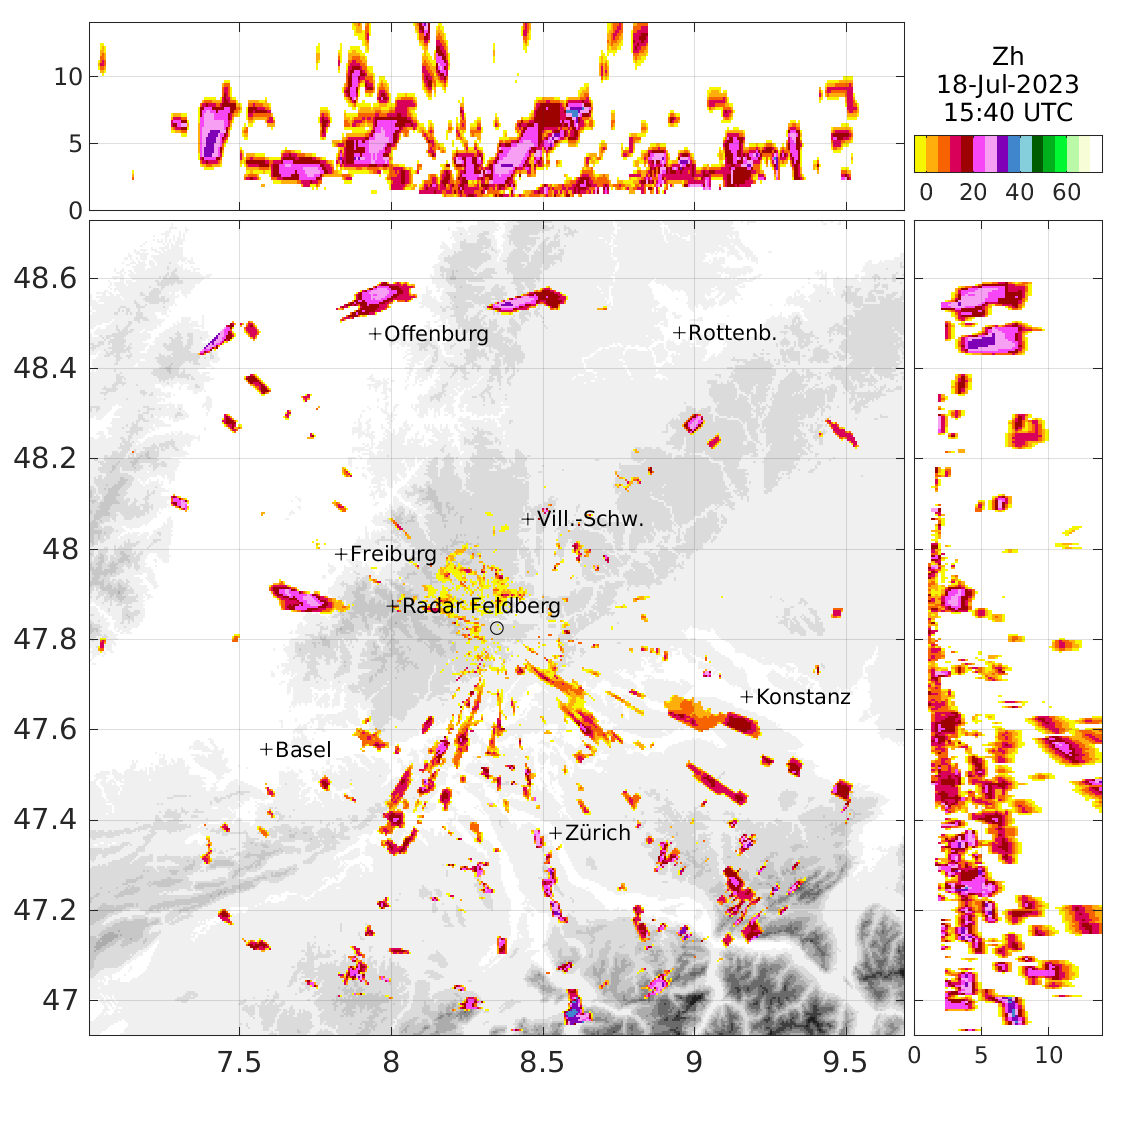 Zh
18-Jul-2023
15:40 UTC
0 20 40 60
10
5
0
48.6
48.4
48.2
48
47.8
47.6
47.4
47.2
47
+Offenburg
+Rottenb.
+Vill.-Schw.
+Freiburg
+Radar Feldberg
+Konstanz
+Basel
+Zürich
7.5 8 8.5 9 9.5
0 5 10